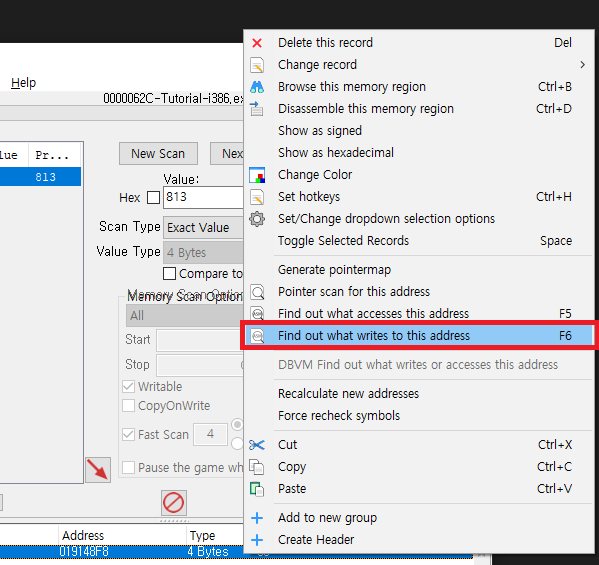 Help
0000062C-Tutorial-i386.ex
lue Pr...
813
New Scan
Nex
Value:
Hex
813
Scan Type
Exact Value
Value Type
4 Bytes
Compare to
Memory Scan Option
All
Start
Stop
Writable
CopyOnWrite
Fast Scan
4
Pause the game wh
Address
Type
019148F8
4 Bytes
Delete this record Del
Change record
Browse this memory region Ctrl+B
Disassemble this memory region Ctrl+D
Show as signed
Show as hexadecimal
Change Color
Set hotkeys Ctrl+H
Set/Change dropdown selection options
Toggle Selected Records Space
Generate pointermap
Pointer scan for this address
Find out what accesses this address F5
Find out what writes to this address F6
DBVM Find out what writes or accesses this address
Recalculate new addresses
Force recheck symbols
Cut Ctrl+X
Copy Ctrl+C
Paste Ctrl+V
Add to new group
Create Header